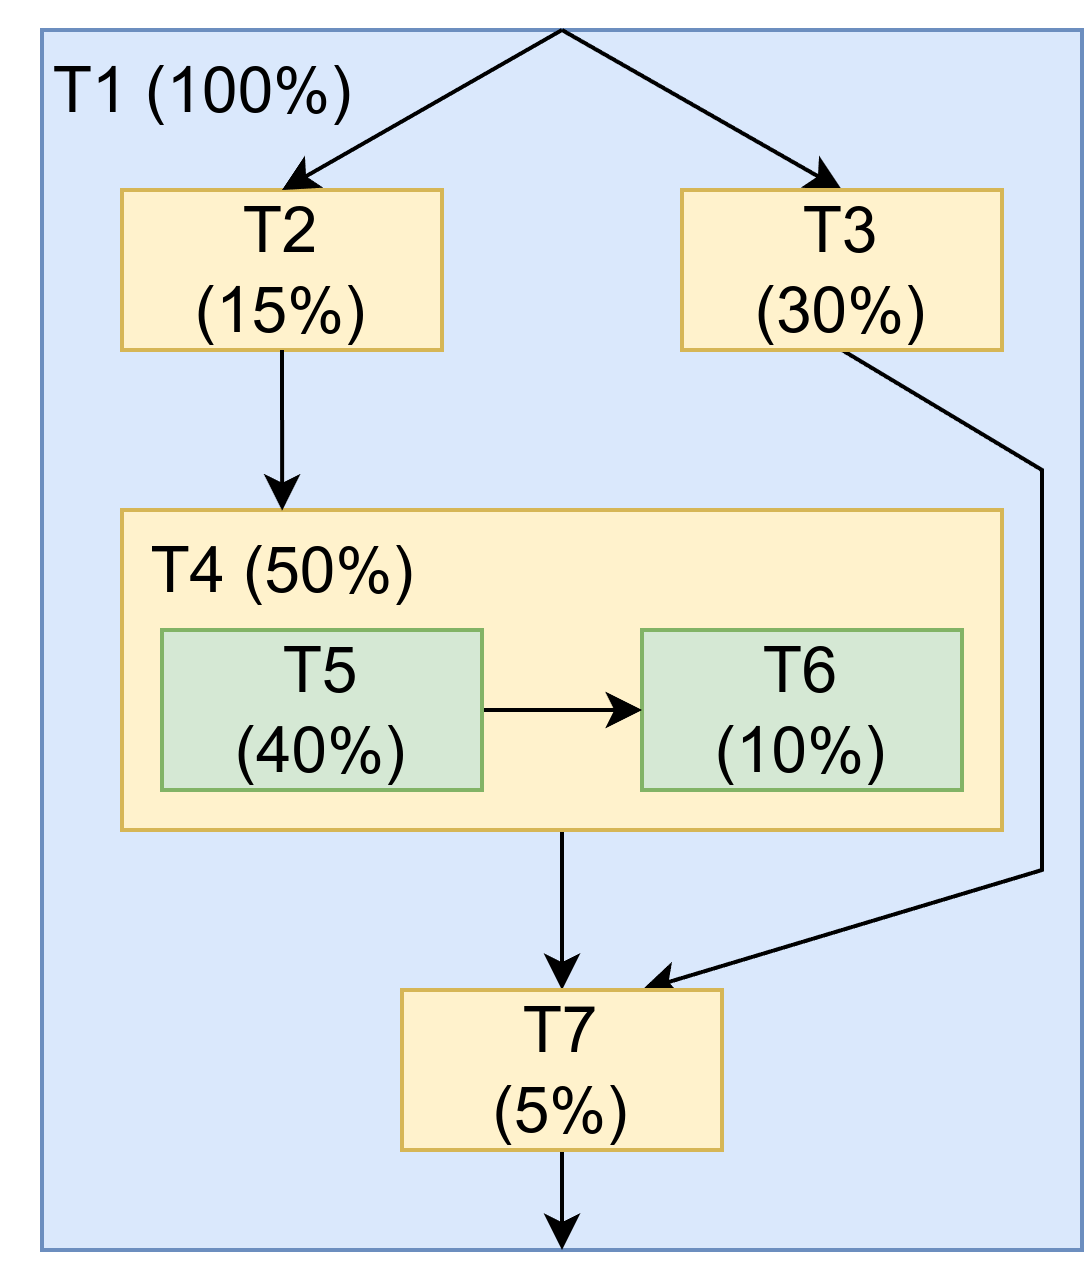 T1 (100%)
T2
(15%)
T3
(30%)
T4 (50%)
T5
(40%)
T6
(10%)
T7
(5%)